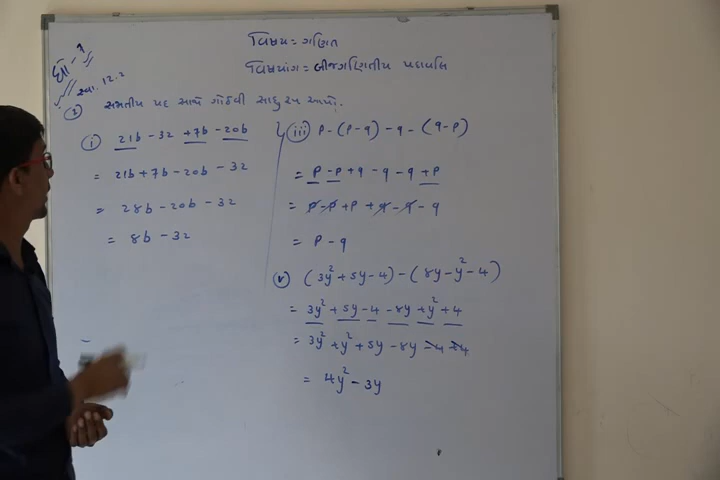 વિષય = ગણિત
વિષયાંગ = બીજગણિતીય પદાવલિ
ધો - ૧
સ્વા. 12.2
2 સમાતીય પદ સાથે ગોઠવી સાદુ રૂપ આપો.
i 21b - 32 + 7b - 20b
= 21b + 7b - 20b - 32
= 28b - 20b - 32
= 8b - 32
iii p - (p - q) - q - (q - p)
= p - p + q - q - q + p
= p - p + p + q - q - q
= p - q
v (3y² + 5y - 4) - (8y - y² - 4)
= 3y² + 5y - 4 - 8y + y² + 4
= 3y² + y² + 5y - 8y - 4 + 4
= 4y² - 3y